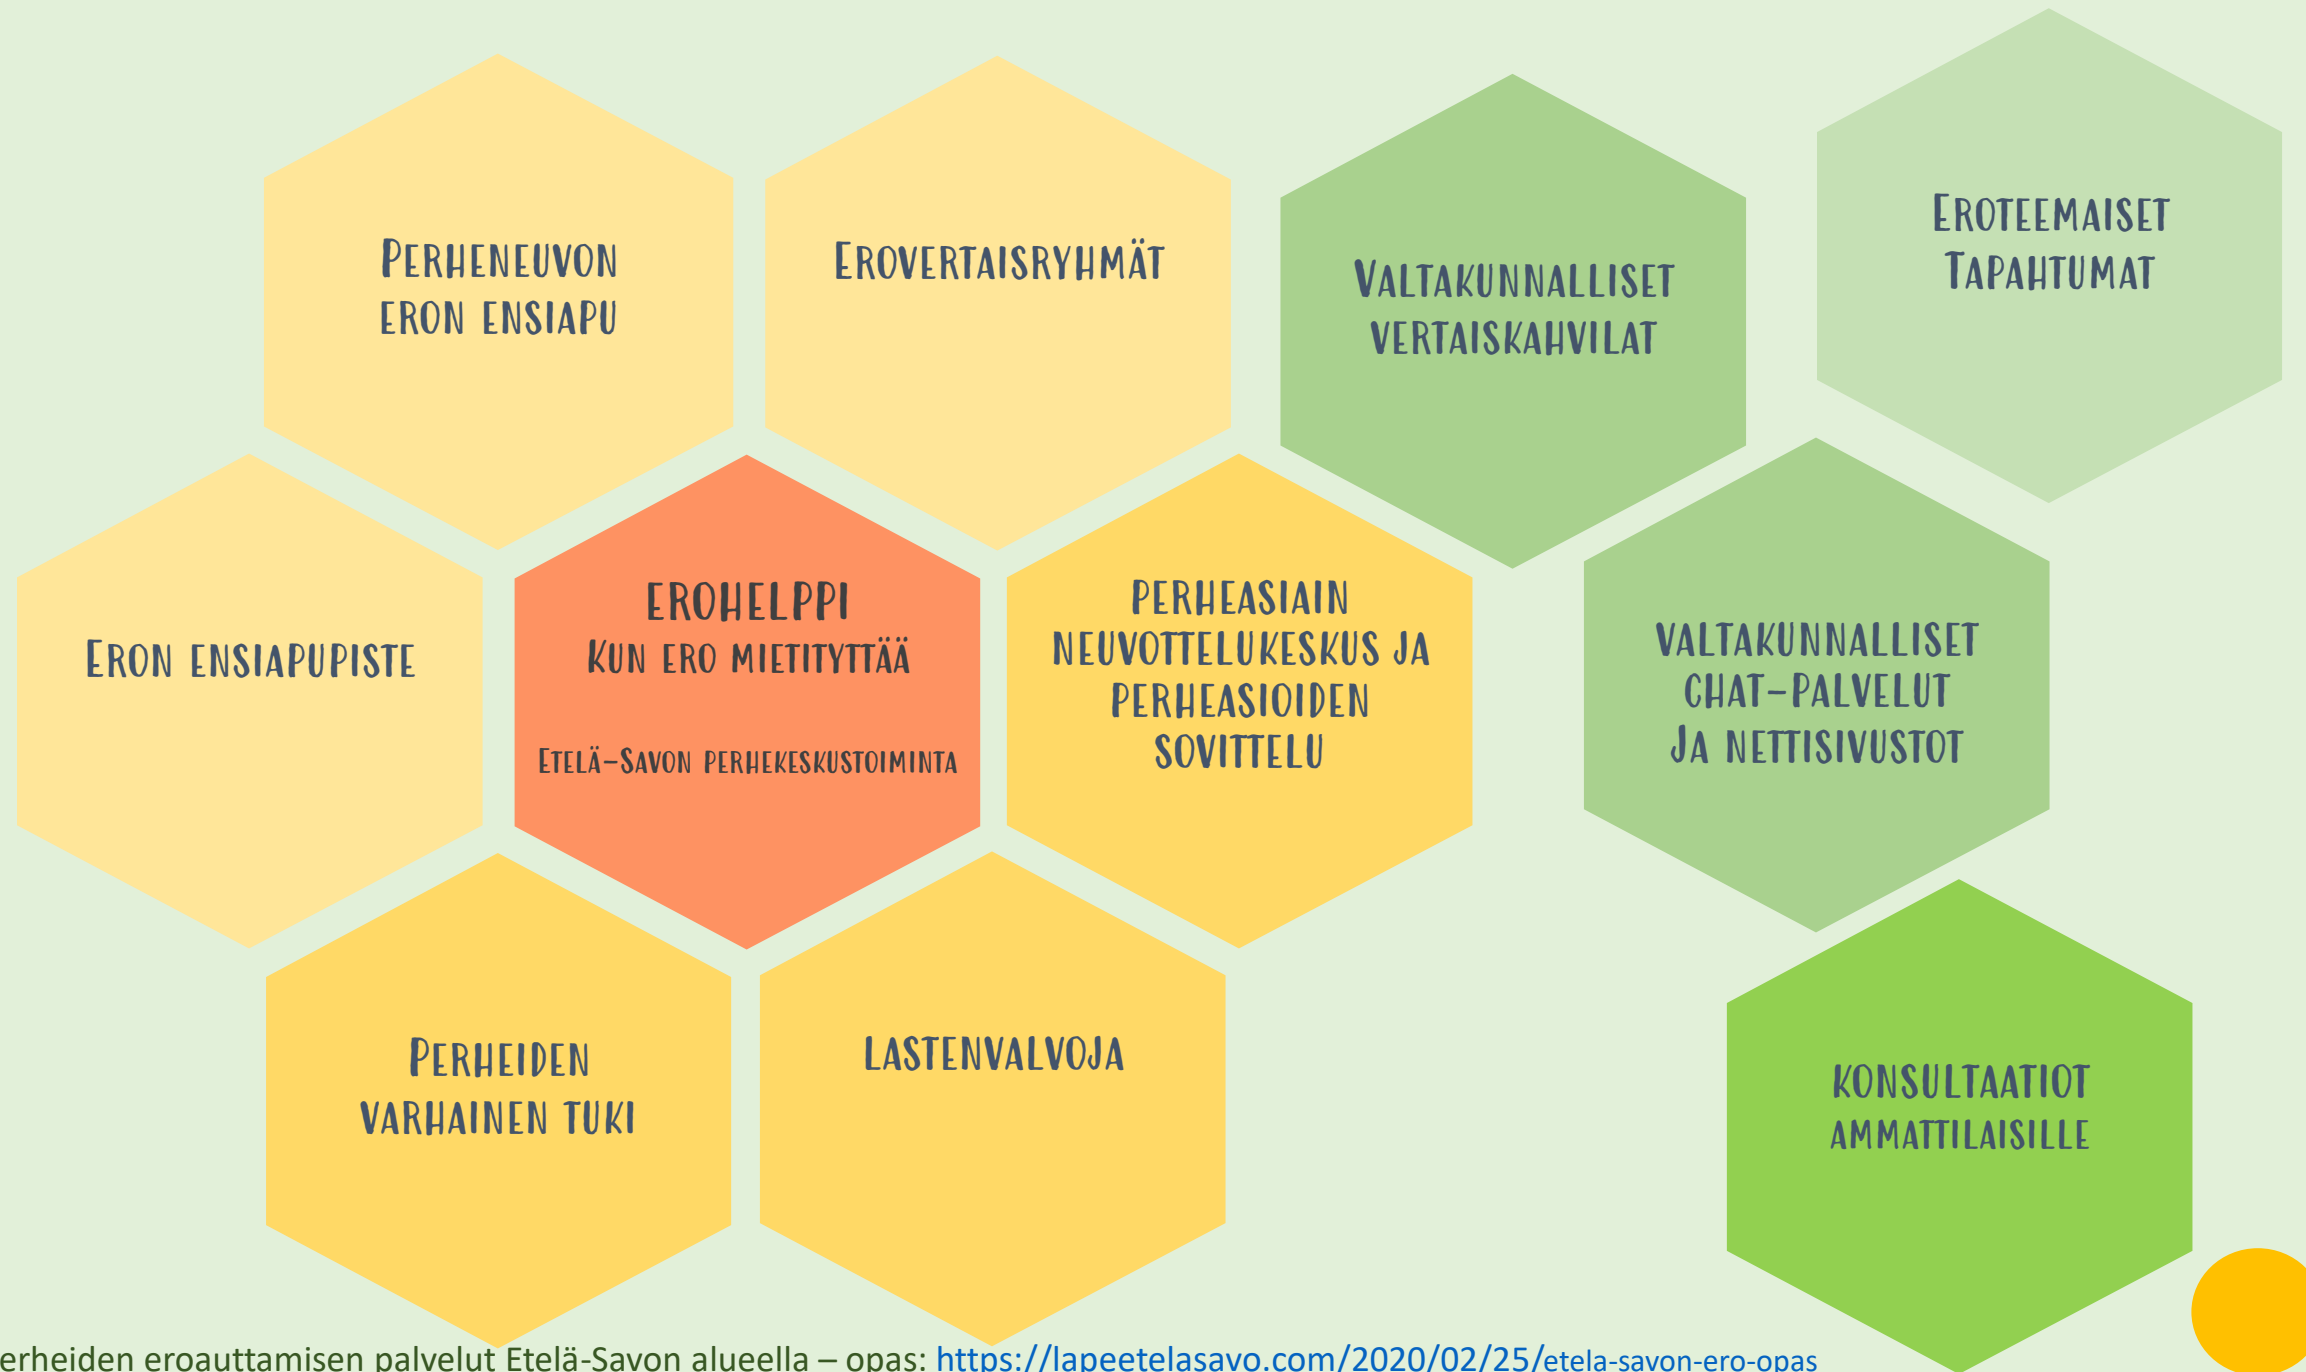 Perheneuvon
eron ensiapu
Erovertaisryhmät
Valtakunnalliset
vertaiskahvilat
Eroteemaiset
Tapahtumat
Eron ensiapupiste
EROHELPPI
Kun ero mietityttää
Etelä-Savon perhekeskustoiminta
perheasiain
neuvottelukeskus ja
perheasioiden
sovittelu
valtakunnalliset
chat-palvelut
Ja nettisivustot
Perheiden
varhainen tuki
lastenvalvoja
konsultaatiot
ammattilaisille
erheiden eroauttamisen palvelut Etelä-Savon alueella – opas: https://lapeetelasavo.com/2020/02/25/etela-savon-ero-opas